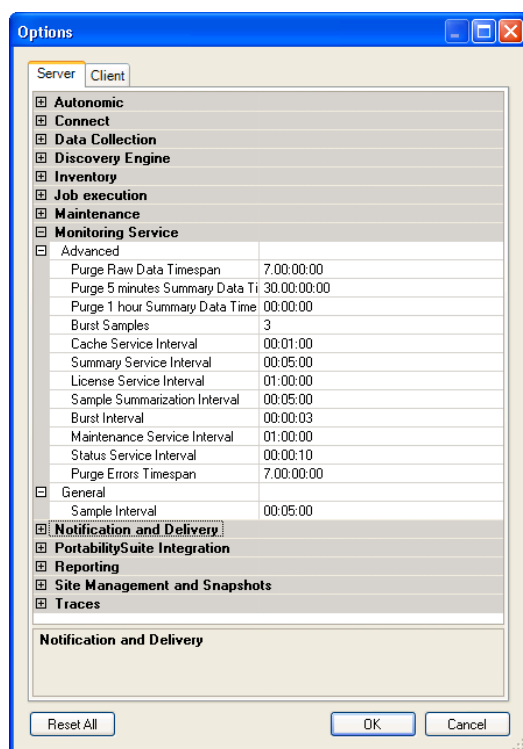 Options
Server Client
Autonomic
Connect
Data Collection
Discovery Engine
Inventory
Job execution
Maintenance
Monitoring Service
Advanced
Purge Raw Data Timespan 7.00:00:00
Purge 5 minutes Summary Data Ti 30.00:00:00
Purge 1 hour Summary Data Time 00:00:00
Burst Samples 3
Cache Service Interval 00:01:00
Summary Service Interval 00:05:00
License Service Interval 01:00:00
Sample Summarization Interval 00:05:00
Burst Interval 00:00:03
Maintenance Service Interval 01:00:00
Status Service Interval 00:00:10
Purge Errors Timespan 7.00:00:00
General
Sample Interval 00:05:00
Notification and Delivery
PortabilitySuite Integration
Reporting
Site Management and Snapshots
Traces
Notification and Delivery
Reset All OK Cancel